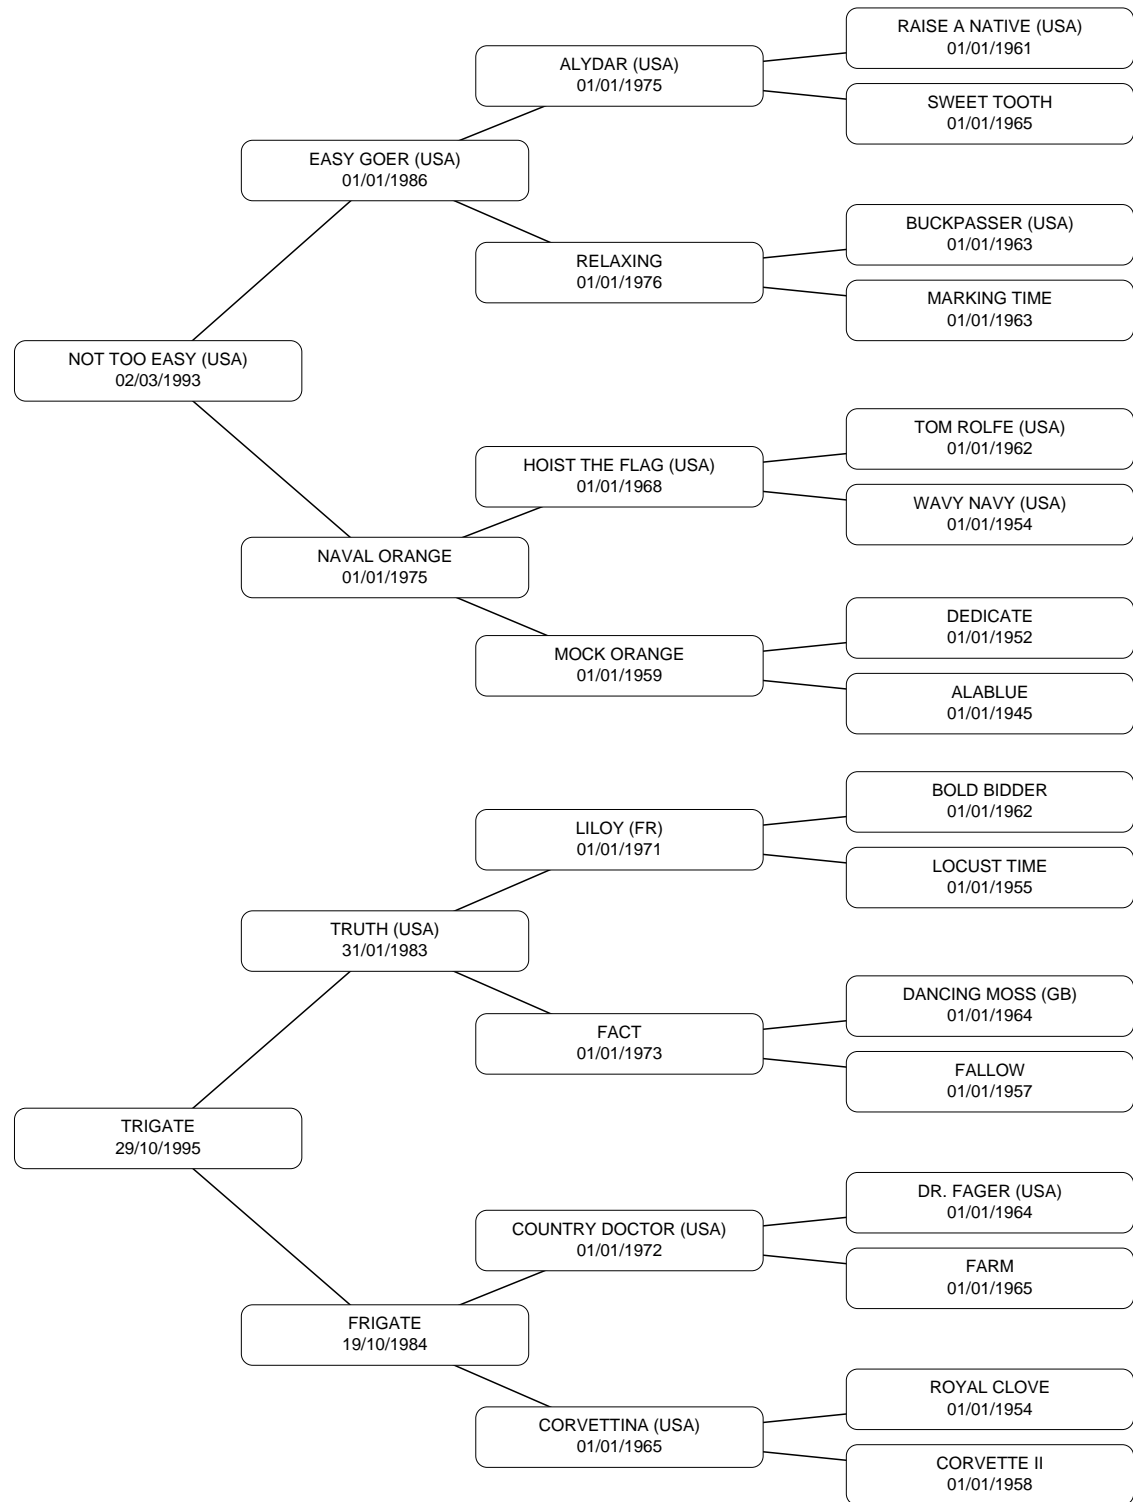 RAISE A NATIVE (USA)
01/01/1961
ALYDAR (USA)
01/01/1975
SWEET TOOTH
01/01/1965
EASY GOER (USA)
01/01/1986
BUCKPASSER (USA)
01/01/1963
RELAXING
01/01/1976
MARKING TIME
01/01/1963
NOT TOO EASY (USA)
02/03/1993
TOM ROLFE (USA)
01/01/1962
HOIST THE FLAG (USA)
01/01/1968
WAVY NAVY (USA)
01/01/1954
NAVAL ORANGE
01/01/1975
DEDICATE
01/01/1952
MOCK ORANGE
01/01/1959
ALABLUE
01/01/1945
BOLD BIDDER
01/01/1962
LILOY (FR)
01/01/1971
LOCUST TIME
01/01/1955
TRUTH (USA)
31/01/1983
DANCING MOSS (GB)
01/01/1964
FACT
01/01/1973
FALLOW
01/01/1957
TRIGATE
29/10/1995
DR. FAGER (USA)
01/01/1964
COUNTRY DOCTOR (USA)
01/01/1972
FARM
01/01/1965
FRIGATE
19/10/1984
ROYAL CLOVE
01/01/1954
CORVETTINA (USA)
01/01/1965
CORVETTE II
01/01/1958